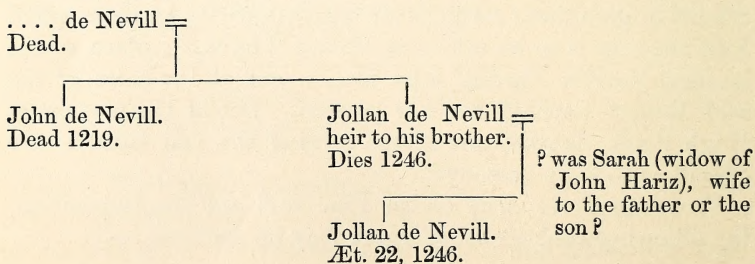 . . . . de Nevill
Dead.
John de Nevill.
Dead 1219.
Jollan de Nevill
heir to his brother.
Dies 1246.
? was Sarah (widow of
John Hariz), wife
to the father or the
son?
Jollan de Nevill.
Æt. 22, 1246.